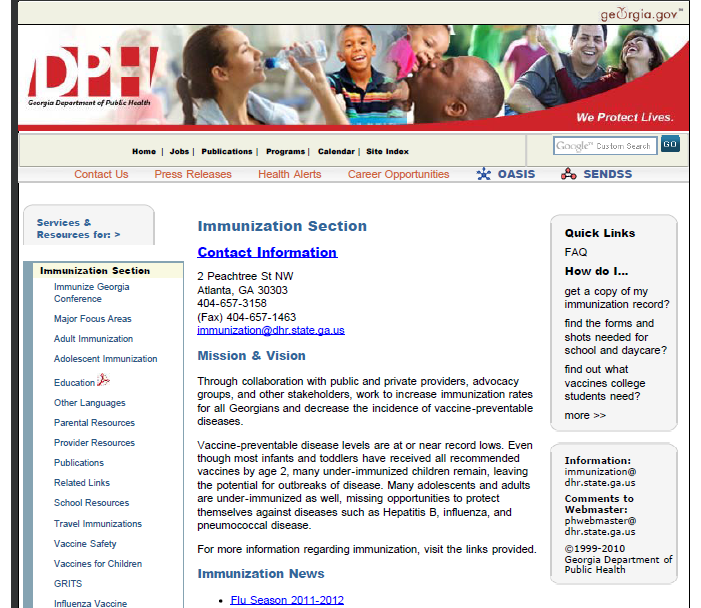 georgia.gov™
DPH
Georgia Department of Public Health
We Protect Lives.
Home | Jobs | Publications | Programs | Calendar | Site Index
Google™ Custom Search GO
Contact Us Press Releases Health Alerts Career Opportunities OASIS SENDSS
Services &
Resources for: >
Immunization Section
Immunize Georgia
Conference
Major Focus Areas
Adult Immunization
Adolescent Immunization
Education
Other Languages
Parental Resources
Provider Resources
Publications
Related Links
School Resources
Travel Immunizations
Vaccine Safety
Vaccines for Children
GRITS
Influenza Vaccine
Immunization Section
Contact Information
2 Peachtree St NW
Atlanta, GA 30303
404-657-3158
(Fax) 404-657-1463
immunization@dhr.state.ga.us
Mission & Vision
Through collaboration with public and private providers, advocacy
groups, and other stakeholders, work to increase immunization rates
for all Georgians and decrease the incidence of vaccine-preventable
diseases.
Vaccine-preventable disease levels are at or near record lows. Even
though most infants and toddlers have received all recommended
vaccines by age 2, many under-immunized children remain, leaving
the potential for outbreaks of disease. Many adolescents and adults
are under-immunized as well, missing opportunities to protect
themselves against diseases such as Hepatitis B, influenza, and
pneumococcal disease.
For more information regarding immunization, visit the links provided.
Immunization News
• Flu Season 2011-2012
Quick Links
FAQ
How do I...
get a copy of my
immunization record?
find the forms and
shots needed for
school and daycare?
find out what
vaccines college
students need?
more >>
Information:
immunization@
dhr.state.ga.us
Comments to
Webmaster:
phwebmaster@
dhr.state.ga.us
©1999-2010
Georgia Department of
Public Health